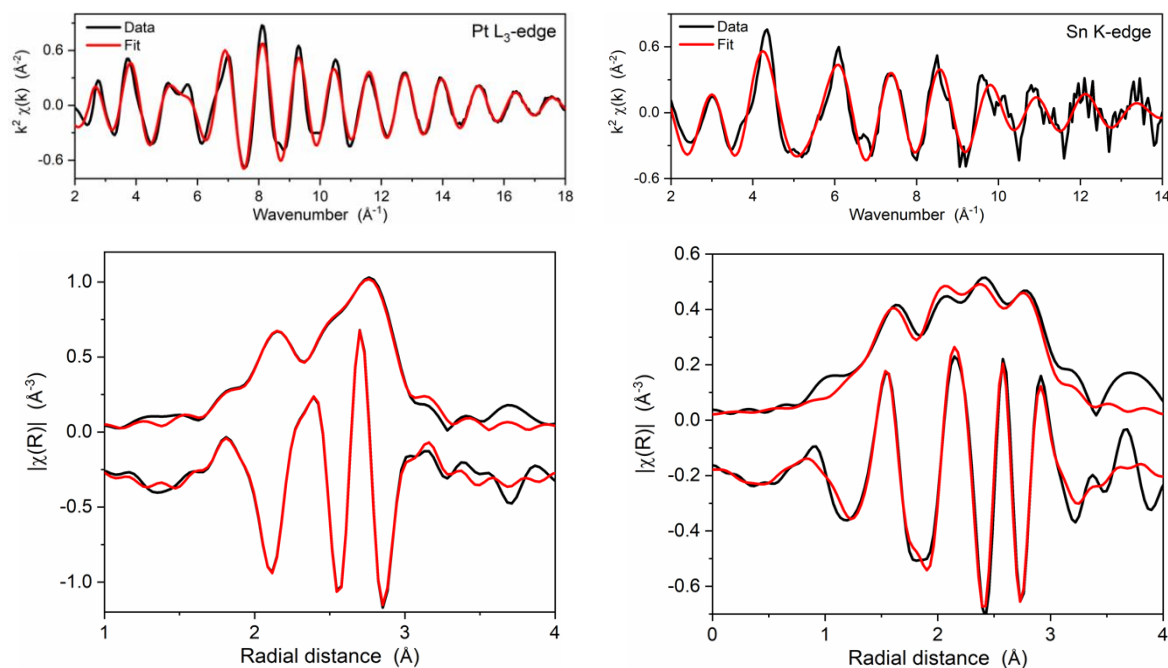 Data
Fit
Pt L₃-edge
k² χ(k) (Å⁻²)
0.6
0.0
-0.6
2 4 6 8 10 12 14 16 18
Wavenumber (Å⁻¹)
Data
Fit
Sn K-edge
k² χ(k) (Å⁻²)
0.6
0.0
-0.6
2 4 6 8 10 12 14
Wavenumber (Å⁻¹)
|χ(R)| (Å⁻³)
1.0
0.5
0.0
-0.5
-1.0
1 2 3 4
Radial distance (Å)
|χ(R)| (Å⁻³)
0.6
0.4
0.2
0.0
-0.2
-0.4
-0.6
0 1 2 3 4
Radial distance (Å)